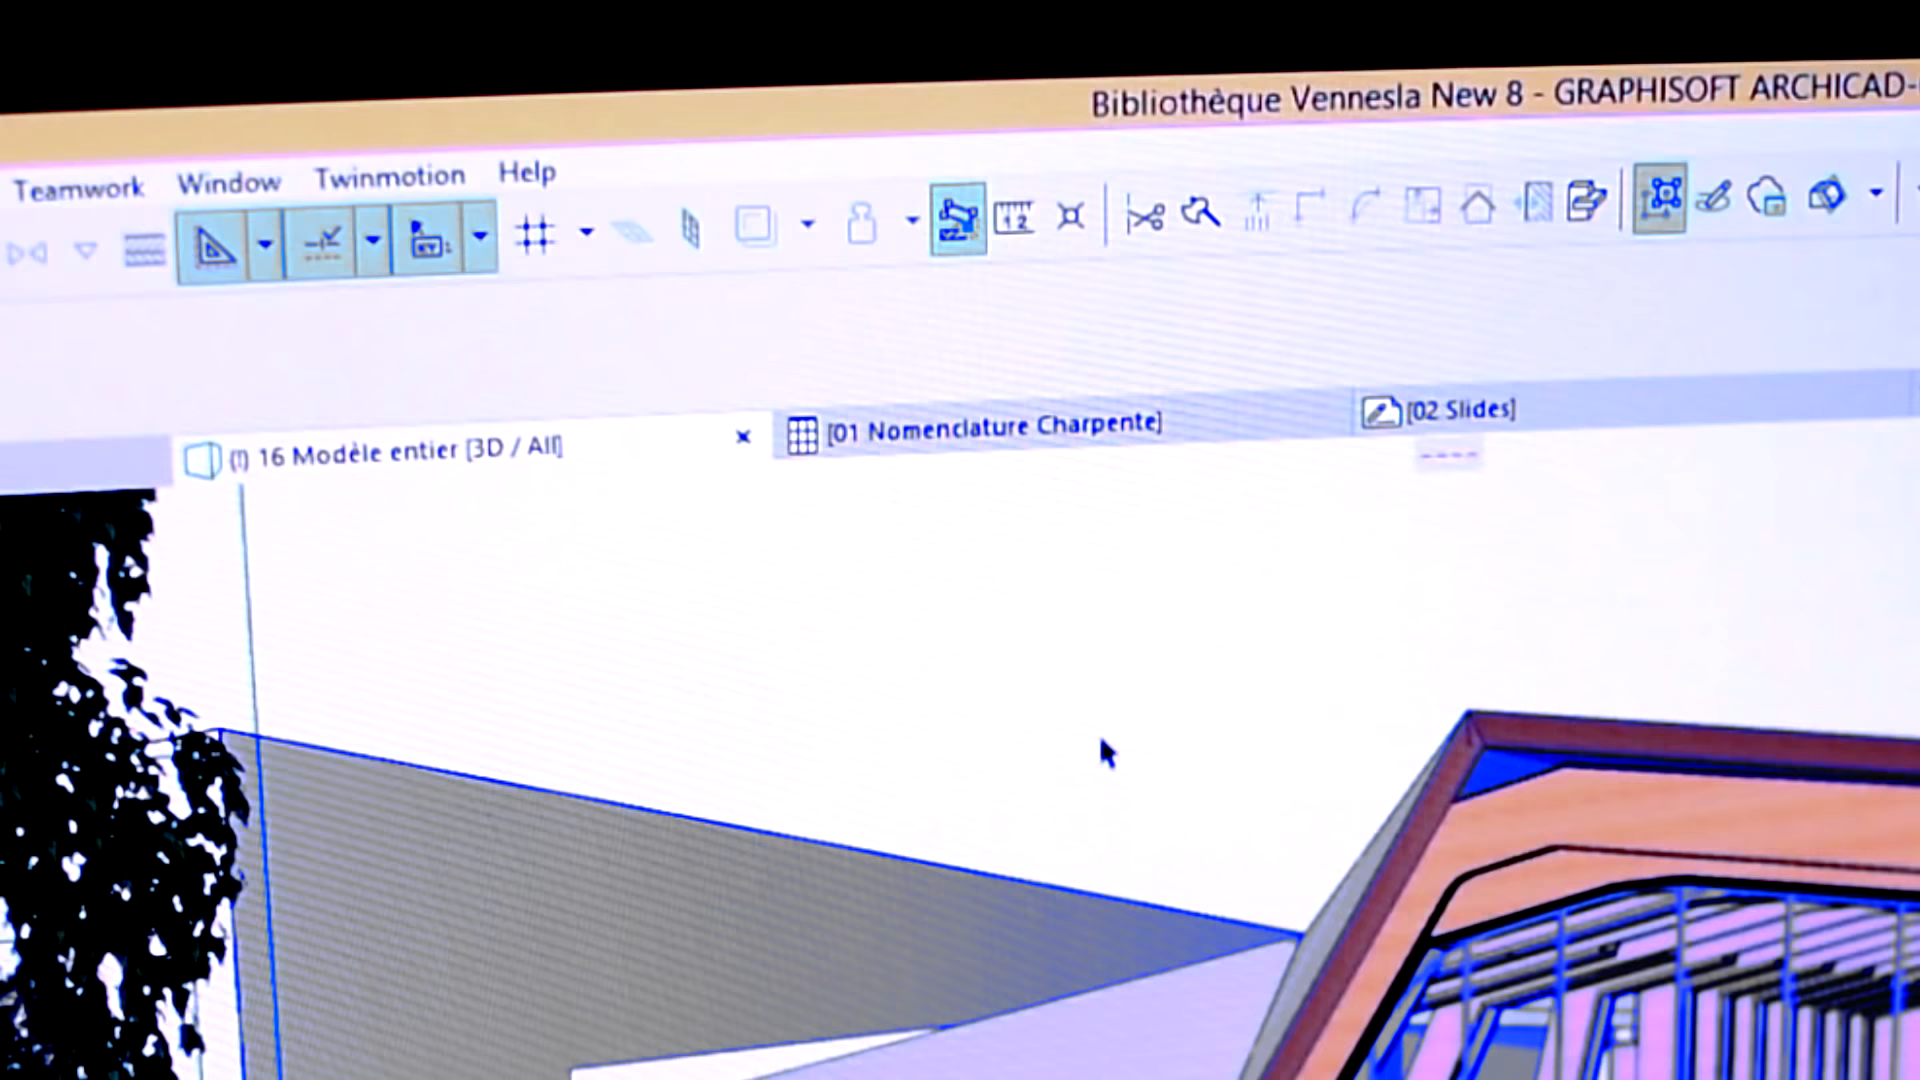 Bibliothèque Vennesla New 8 - GRAPHISOFT ARCHICAD-
Teamwork Window Twinmotion Help
(!) 16 Modèle entier [3D / All] [01 Nomenclature Charpente] [02 Slides]